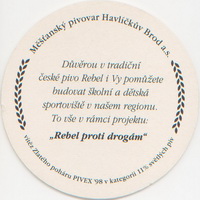 Měšťanský pivovar Havlíčkův Brod a.s.
Důvěrou v tradiční
české pivo Rebel i Vy pomůžete
budovat školní a dětská
sportoviště v našem regionu.
To vše v rámci projektu:
„Rebel proti drogám“
vítěz Zlatého poháru PIVEX '98 v kategorii 11% světlých piv